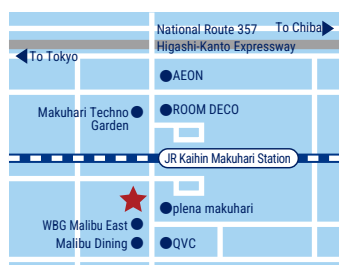 National Route 357
To Chiba
Higashi-Kanto Expressway
To Tokyo
AEON
Makuhari Techno
Garden
ROOM DECO
JR Kaihin Makuhari Station
plena makuhari
WBG Malibu East
Malibu Dining
QVC